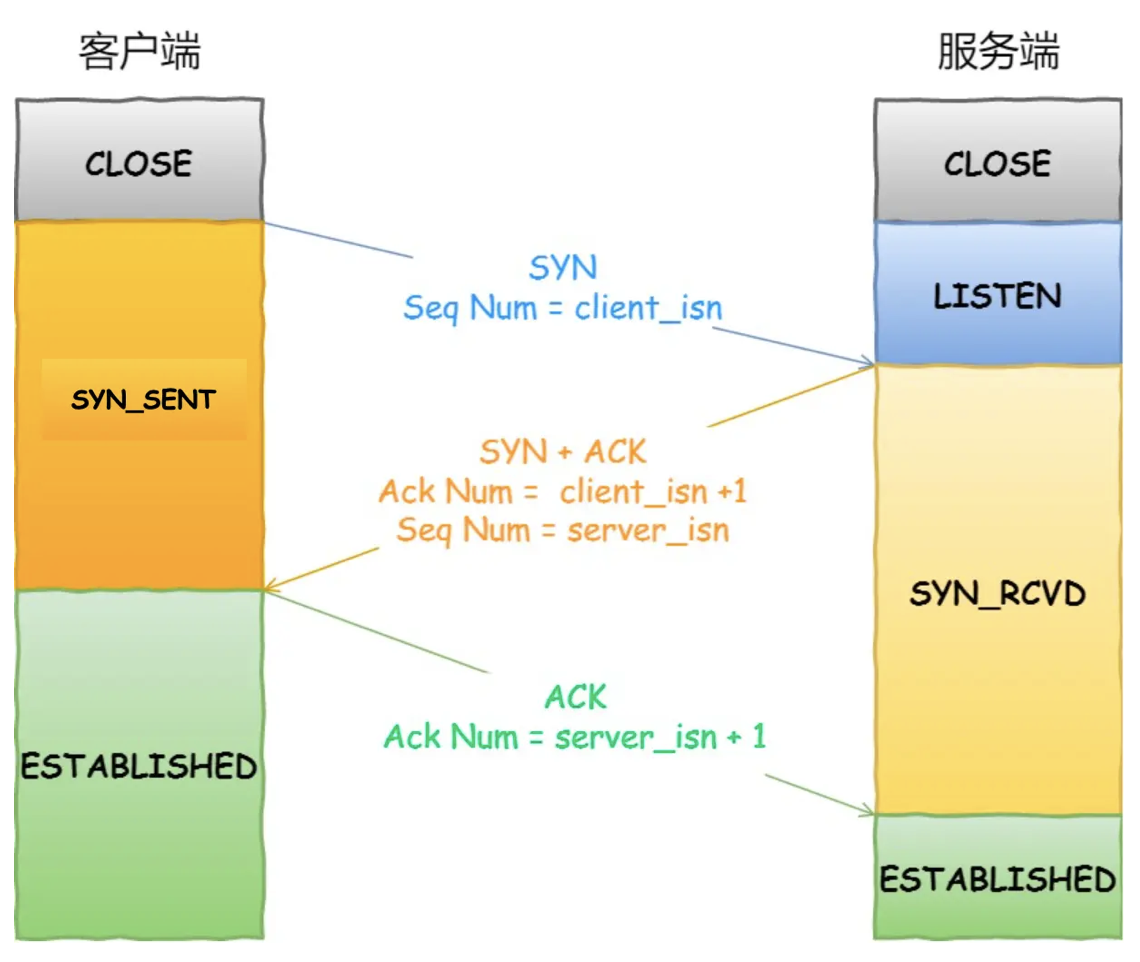 客户端
服务端
CLOSE
CLOSE
SYN
Seq Num = client_isn
LISTEN
SYN_SENT
SYN + ACK
Ack Num = client_isn +1
Seq Num = server_isn
SYN_RCVD
ACK
Ack Num = server_isn + 1
ESTABLISHED
ESTABLISHED